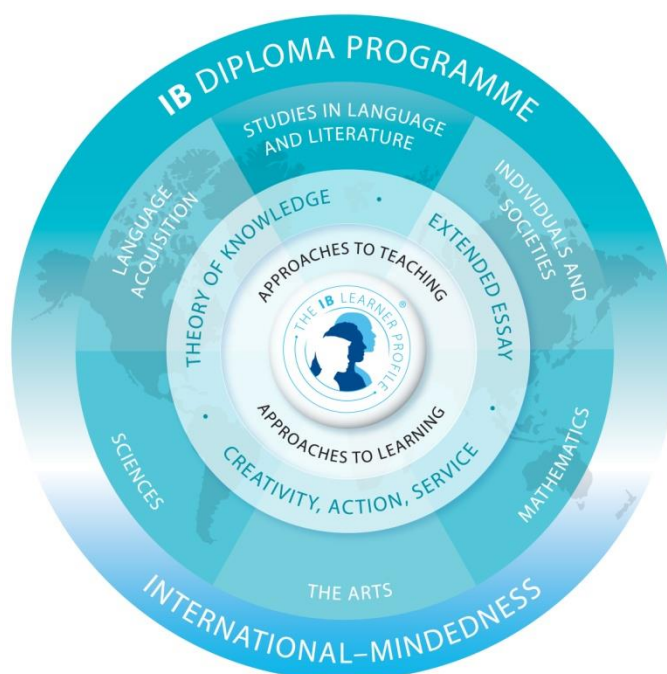 IB DIPLOMA PROGRAMME
STUDIES IN LANGUAGE
AND LITERATURE
LANGUAGE
ACQUISITION
INDIVIDUALS AND
SOCIETIES
THEORY OF KNOWLEDGE
EXTENDED ESSAY
APPROACHES TO TEACHING
THE IB LEARNER PROFILE
®
APPROACHES TO LEARNING
CREATIVITY, ACTION, SERVICE
SCIENCES
MATHEMATICS
THE ARTS
INTERNATIONAL–MINDEDNESS